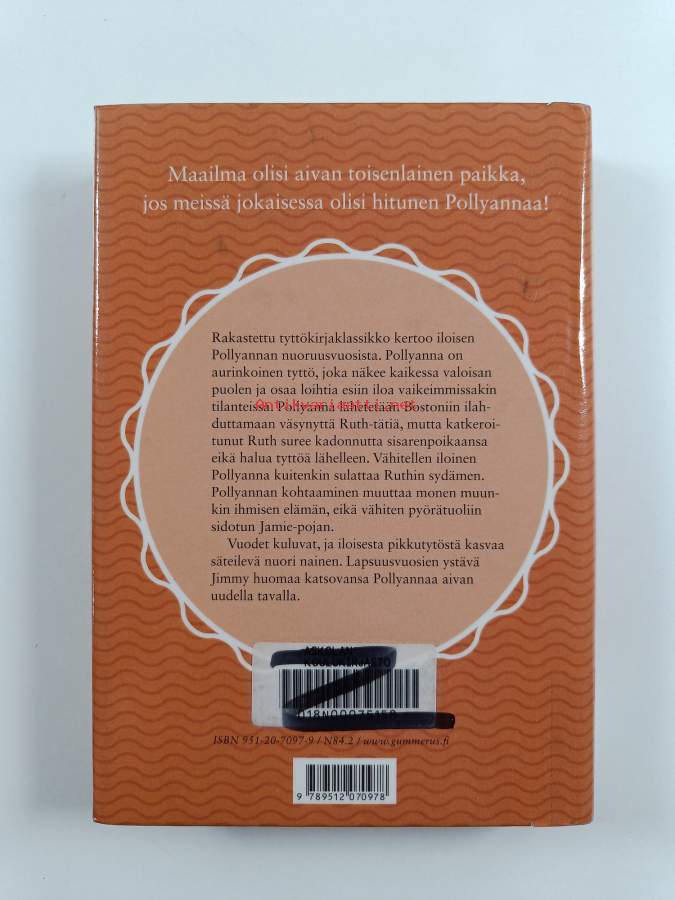 Maailma olisi aivan toisenlainen paikka,
jos meissä jokaisessa olisi hitunen Pollyannaa!
Rakastettu tyttökirjaklassikko kertoo iloisen
Pollyannan nuoruusvuosista. Pollyanna on
aurinkoinen tyttö, joka näkee kaikessa valoisan
puolen ja osaa loihtia esiin iloa vaikeimmissakin
tilanteissa. Pollyanna lähetetään Bostoniin ilah-
Antikvariantti.net
duttamaan väsynyttä Ruth-tätiä, mutta katkeroi-
tunut Ruth suree kadonnutta sisarenpoikaansa
eikä halua tyttöä lähelleen. Vähitellen iloinen
Pollyanna kuitenkin sulattaa Ruthin sydämen.
Pollyannan kohtaaminen muuttaa monen muun-
kin ihmisen elämän, eikä vähiten pyörätuoliin
sidotun Jamie-pojan.
Vuodet kuluvat, ja iloisesta pikkutytöstä kasvaa
säteilevä nuori nainen. Lapsuusvuosien ystävä
Jimmy huomaa katsovansa Pollyannaa aivan
uudella tavalla.
ASKOLAN
ISBN 951-20-7097-9 / N84.2 / www.gummerus.fi
9 789512 070978